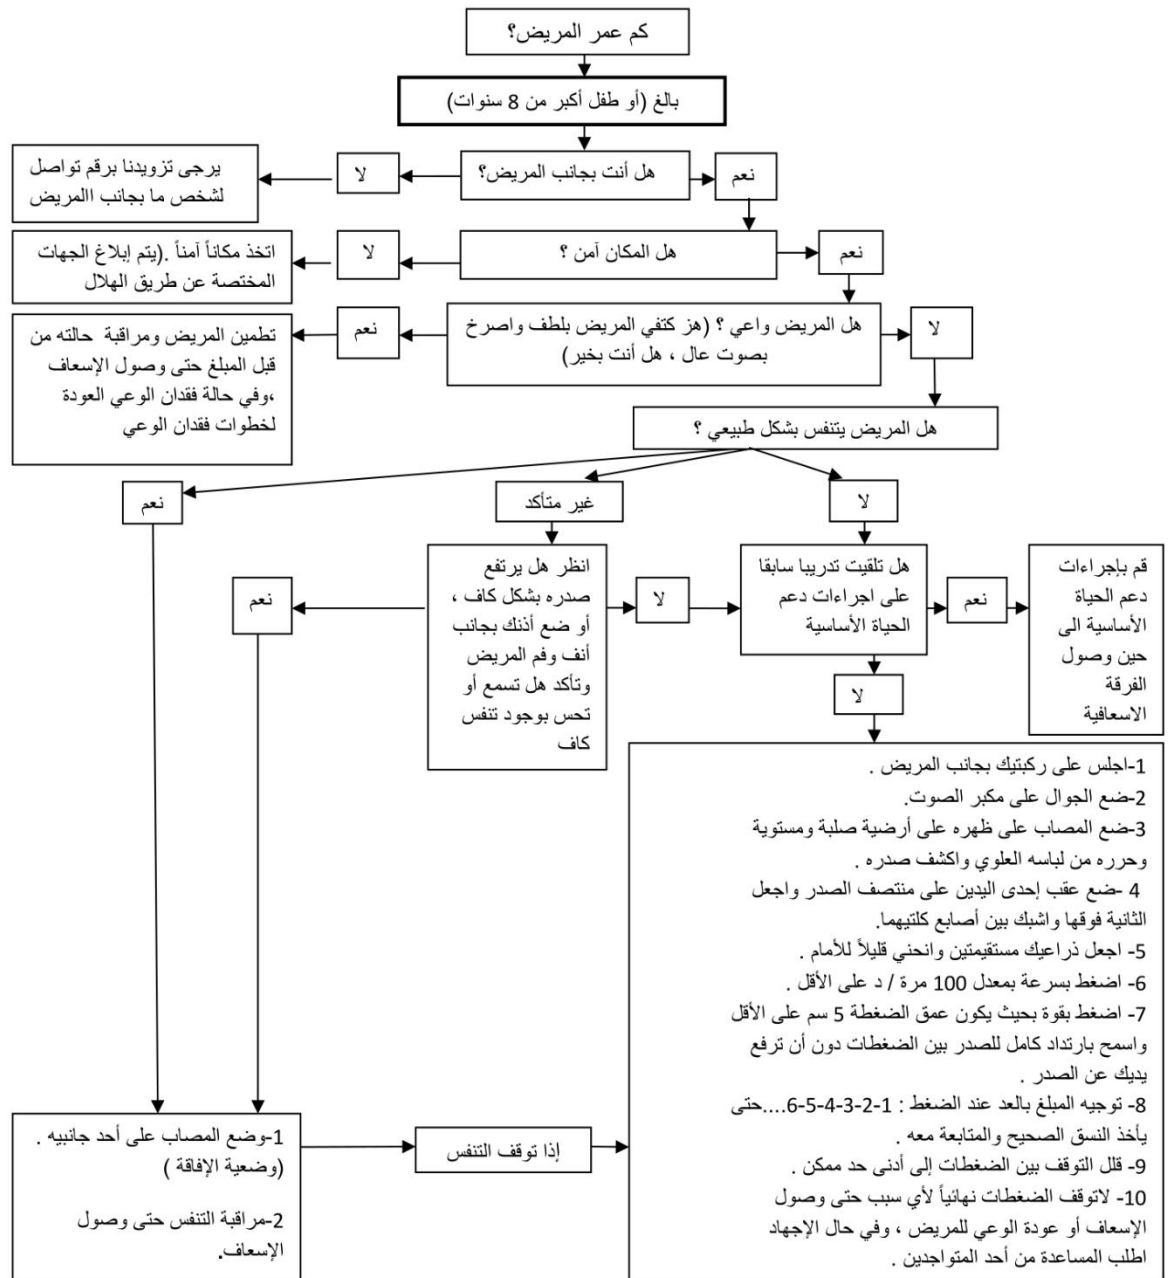 كم عمر المريض؟
بالغ (أو طفل أكبر من 8 سنوات)
هل أنت بجانب المريض؟
نعم
لا
يرجى تزويدنا برقم تواصل
لشخص ما بجانب االمريض
هل المكان آمن ؟
نعم
لا
اتخذ مكاناً آمناً .(يتم إبلاغ الجهات
المختصة عن طريق الهلال
هل المريض واعي ؟ (هز كتفي المريض بلطف واصرخ
بصوت عال ، هل أنت بخير)
لا
نعم
تطمين المريض ومراقبة حالته من
قبل المبلغ حتى وصول الإسعاف
،وفي حالة فقدان الوعي العودة
لخطوات فقدان الوعي
هل المريض يتنفس بشكل طبيعي ؟
لا
غير متأكد
نعم
قم بإجراءات
دعم الحياة
الأساسية الى
حين وصول
الفرقة
الاسعافية
نعم
هل تلقيت تدريبا سابقا
على اجراءات دعم
الحياة الأساسية
لا
انظر هل يرتفع
صدره بشكل كاف ،
أو ضع أذنك بجانب
أنف وفم المريض
وتأكد هل تسمع أو
تحس بوجود تنفس
كاف
نعم
لا
1-اجلس على ركبتيك بجانب المريض .
2-ضع الجوال على مكبر الصوت.
3-ضع المصاب على ظهره على أرضية صلبة ومستوية
وحرره من لباسه العلوي واكشف صدره .
4 -ضع عقب إحدى اليدين على منتصف الصدر واجعل
الثانية فوقها واشبك بين أصابع كلتيهما.
5- اجعل ذراعيك مستقيمتين وانحني قليلاً للأمام .
6- اضغط بسرعة بمعدل 100 مرة / د على الأقل .
7- اضغط بقوة بحيث يكون عمق الضغطة 5 سم على الأقل
واسمح بارتداد كامل للصدر بين الضغطات دون أن ترفع
يديك عن الصدر .
8- توجيه المبلغ بالعد عند الضغط : 1-2-3-4-5-6....حتى
يأخذ النسق الصحيح والمتابعة معه .
9- قلل التوقف بين الضغطات إلى أدنى حد ممكن .
10- لاتوقف الضغطات نهائياً لأي سبب حتى وصول
الإسعاف أو عودة الوعي للمريض ، وفي حال الإجهاد
اطلب المساعدة من أحد المتواجدين .
إذا توقف التنفس
1-وضع المصاب على أحد جانبيه .
(وضعية الإفاقة )
2-مراقبة التنفس حتى وصول
الإسعاف.